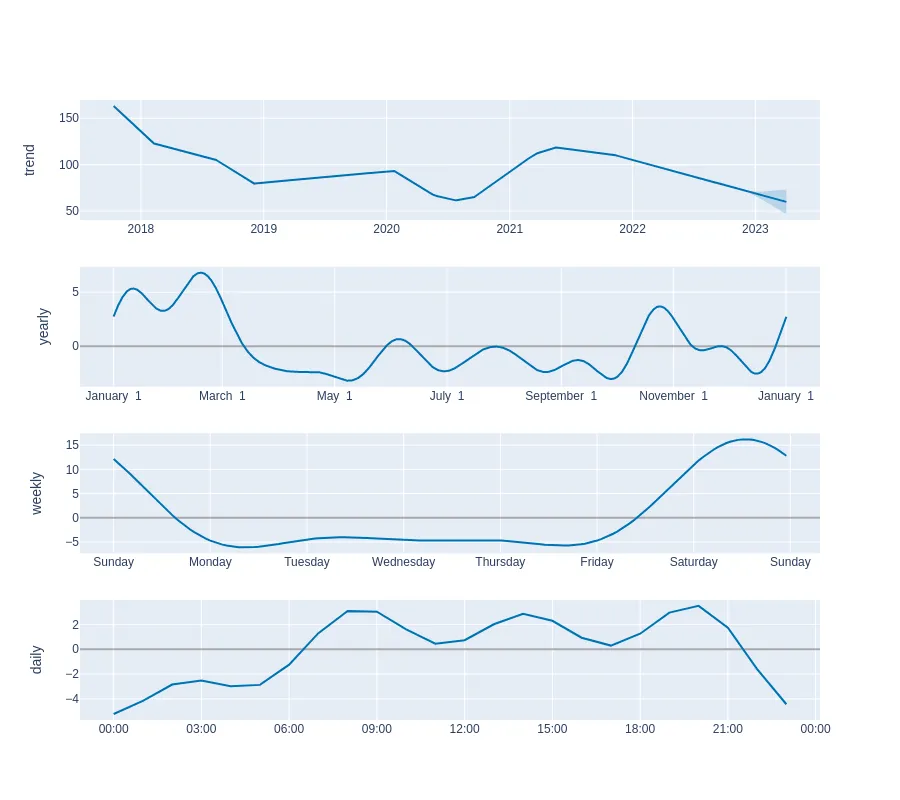 trend
150
100
50
2018 2019 2020 2021 2022 2023
yearly
5
0
January 1 March 1 May 1 July 1 September 1 November 1 January 1
weekly
15
10
5
0
−5
Sunday Monday Tuesday Wednesday Thursday Friday Saturday Sunday
daily
2
0
−2
−4
00:00 03:00 06:00 09:00 12:00 15:00 18:00 21:00 00:00